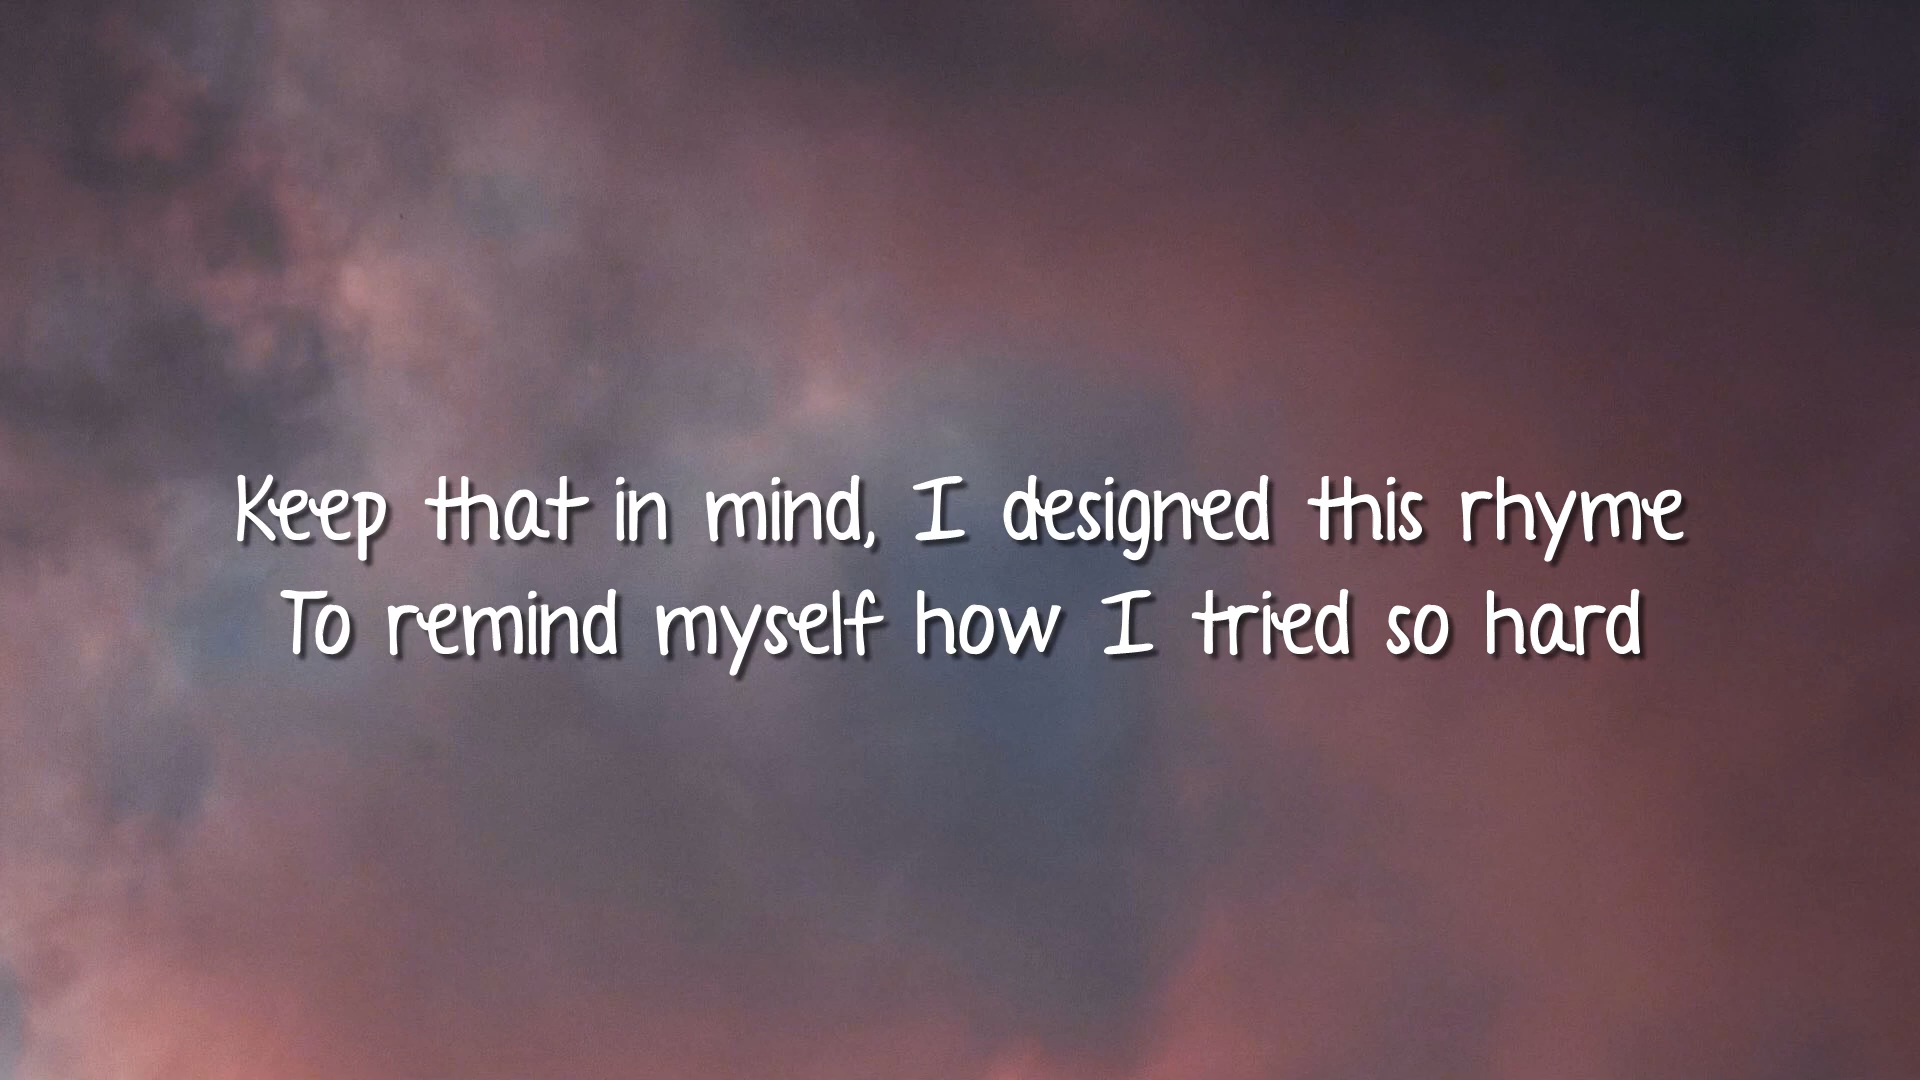 Keep that in mind, I designed this rhyme
To remind myself how I tried so hard